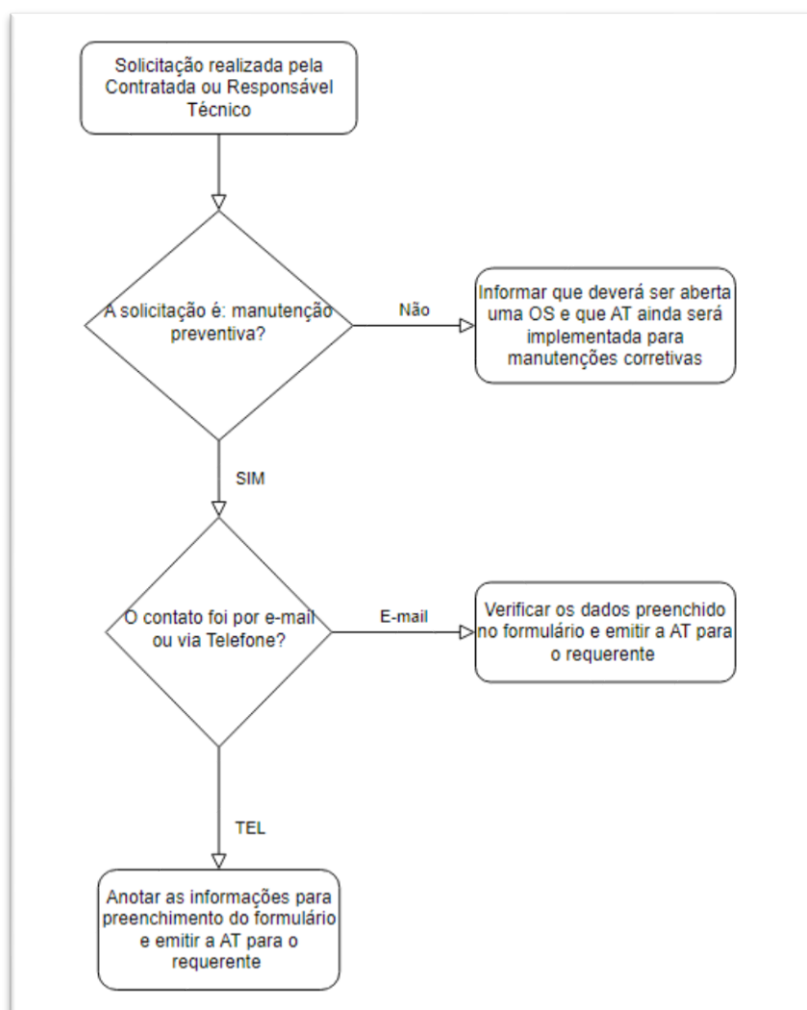 Solicitação realizada pela
Contratada ou Responsável
Técnico
A solicitação é: manutenção
preventiva?
Não
Informar que deverá ser aberta
uma OS e que AT ainda será
implementada para
manutenções corretivas
SIM
O contato foi por e-mail
ou via Telefone?
E-mail
Verificar os dados preenchido
no formulário e emitir a AT para
o requerente
TEL
Anotar as informações para
preenchimento do formulário
e emitir a AT para o
requerente